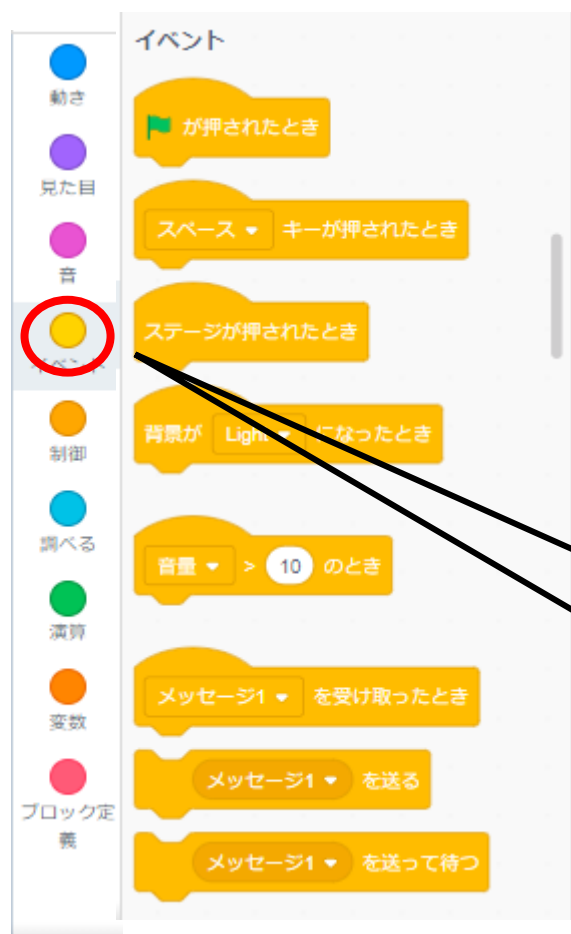 動き
見た目
音
イベント
制御
調べる
演算
変数
ブロック定
義
イベント
が押されたとき
スペース キーが押されたとき
ステージが押されたとき
背景が Light になったとき
音量 > 10 のとき
メッセージ1 を受け取ったとき
メッセージ1 を送る
メッセージ1 を送って待つ